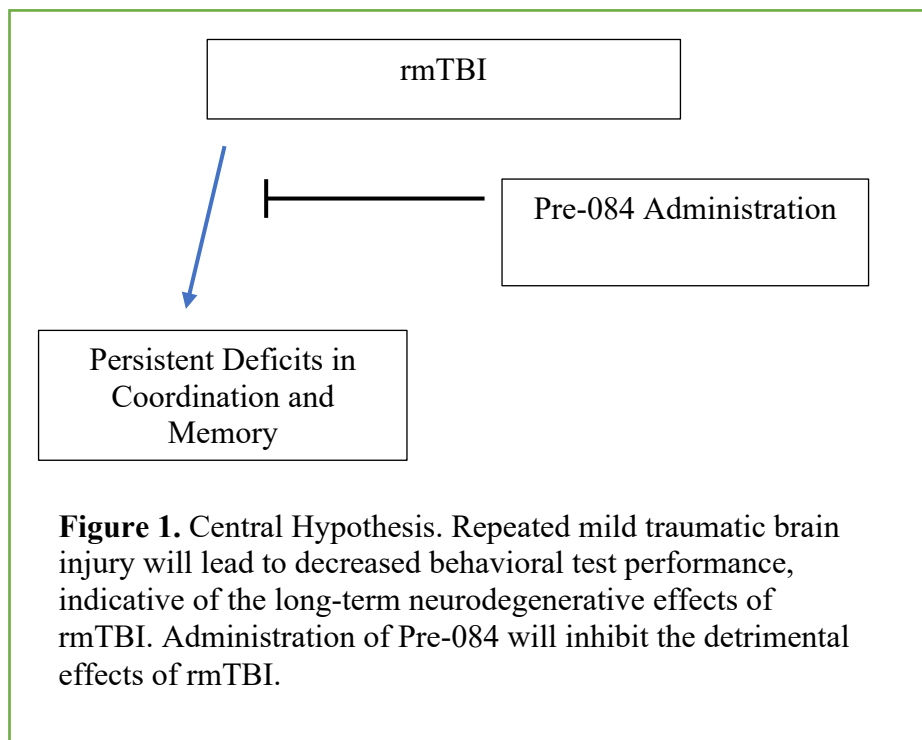 rmTBI
Pre-084 Administration
Persistent Deficits in
Coordination and
Memory
Figure 1. Central Hypothesis. Repeated mild traumatic brain
injury will lead to decreased behavioral test performance,
indicative of the long-term neurodegenerative effects of
rmTBI. Administration of Pre-084 will inhibit the detrimental
effects of rmTBI.